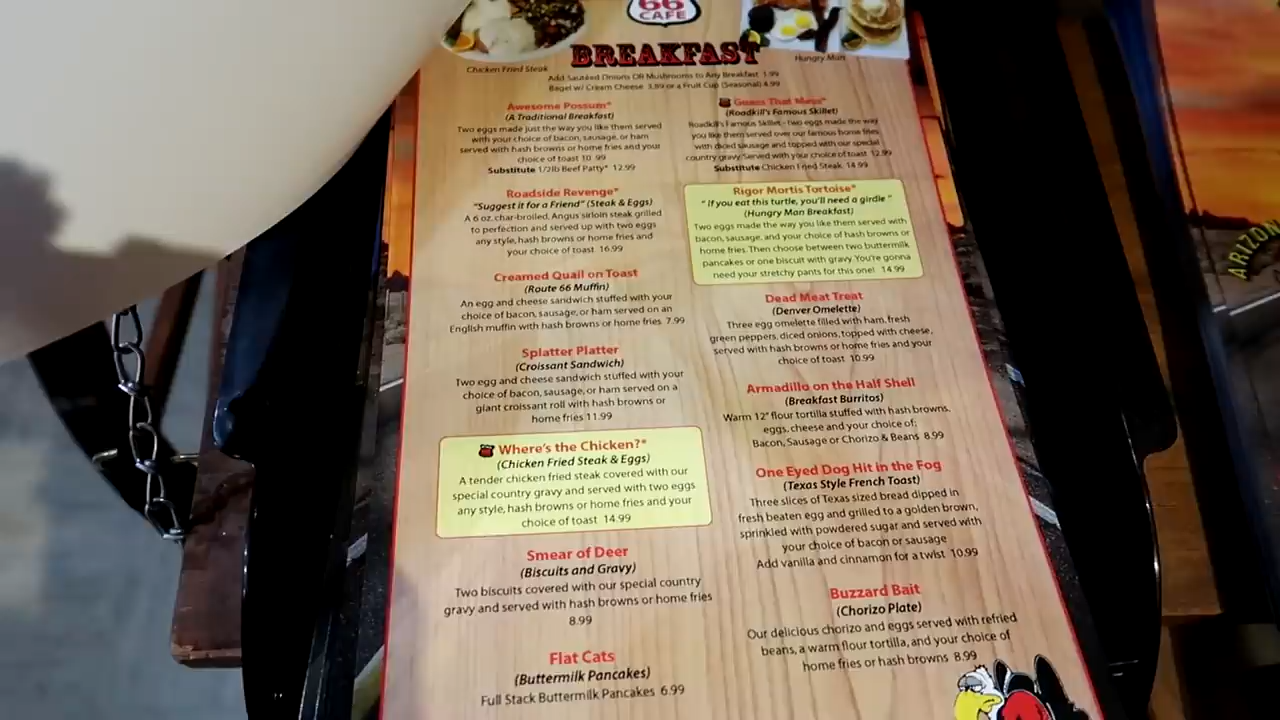 66
CAFE
BREAKFAST
Chicken Fried Steak
Hungry Man
Add Sautéed Onions OR Mushrooms to Any Breakfast 1.99
Bagel w/ Cream Cheese 3.89 or a Fruit Cup (Seasonal) 4.99
Awesome Possum*
(A Traditional Breakfast)
Two eggs made just the way you like them served
with your choice of bacon, sausage, or ham
served with hash browns or home fries and your
choice of toast 10.99
Substitute 1/2lb Beef Party* 12.99
Roadside Revenge*
"Suggest it for a Friend" (Steak & Eggs)
A 6 oz. char-broiled, Angus sirloin steak grilled
to perfection and served up with two eggs
any style, hash browns or home fries and
your choice of toast 16.99
Creamed Quail on Toast
(Route 66 Muffin)
An egg and cheese sandwich stuffed with your
choice of bacon, sausage, or ham served on an
English muffin with hash browns or home fries 7.99
Splatter Platter
(Croissant Sandwich)
Two egg and cheese sandwich stuffed with your
choice of bacon, sausage, or ham served on a
giant croissant roll with hash browns or
home fries 11.99
Where's the Chicken?*
(Chicken Fried Steak & Eggs)
A tender chicken fried steak covered with our
special country gravy and served with two eggs
any style, hash browns or home fries and your
choice of toast 14.99
Smear of Deer
(Biscuits and Gravy)
Two biscuits covered with our special country
gravy and served with hash browns or home fries
8.99
Flat Cats
(Buttermilk Pancakes)
Full Stack Buttermilk Pancakes 6.99
Guess That Mess*
(Roadkill's Famous Skillet)
Roadkill's Famous Skillet - two eggs made the way
you like them served over our famous home fries
with diced sausage and topped with our special
country gravy. Served with your choice of toast 12.99
Substitute Chicken Fried Steak 14.99
Rigor Mortis Tortoise*
"If you eat this turtle, you'll need a girdle"
(Hungry Man Breakfast)
Two eggs made the way you like them served with
bacon, sausage, and your choice of hash browns or
home fries. Then choose between two buttermilk
pancakes or one biscuit with gravy. You're gonna
need your stretchy pants for this one! 14.99
Dead Meat Treat
(Denver Omelette)
Three egg omelette filled with ham, fresh
green peppers, diced onions, topped with cheese,
served with hash browns or home fries and your
choice of toast 10.99
Armadillo on the Half Shell
(Breakfast Burritos)
Warm 12" flour tortilla stuffed with hash browns,
eggs, cheese and your choice of:
Bacon, Sausage or Chorizo & Beans 8.99
One Eyed Dog Hit in the Fog
(Texas Style French Toast)
Three slices of Texas sized bread dipped in
fresh beaten egg and grilled to a golden brown,
sprinkled with powdered sugar and served with
your choice of bacon or sausage
Add vanilla and cinnamon for a twist 10.99
Buzzard Bait
(Chorizo Plate)
Our delicious chorizo and eggs served with refried
beans, a warm flour tortilla, and your choice of
home fries or hash browns 8.99
ARIZON